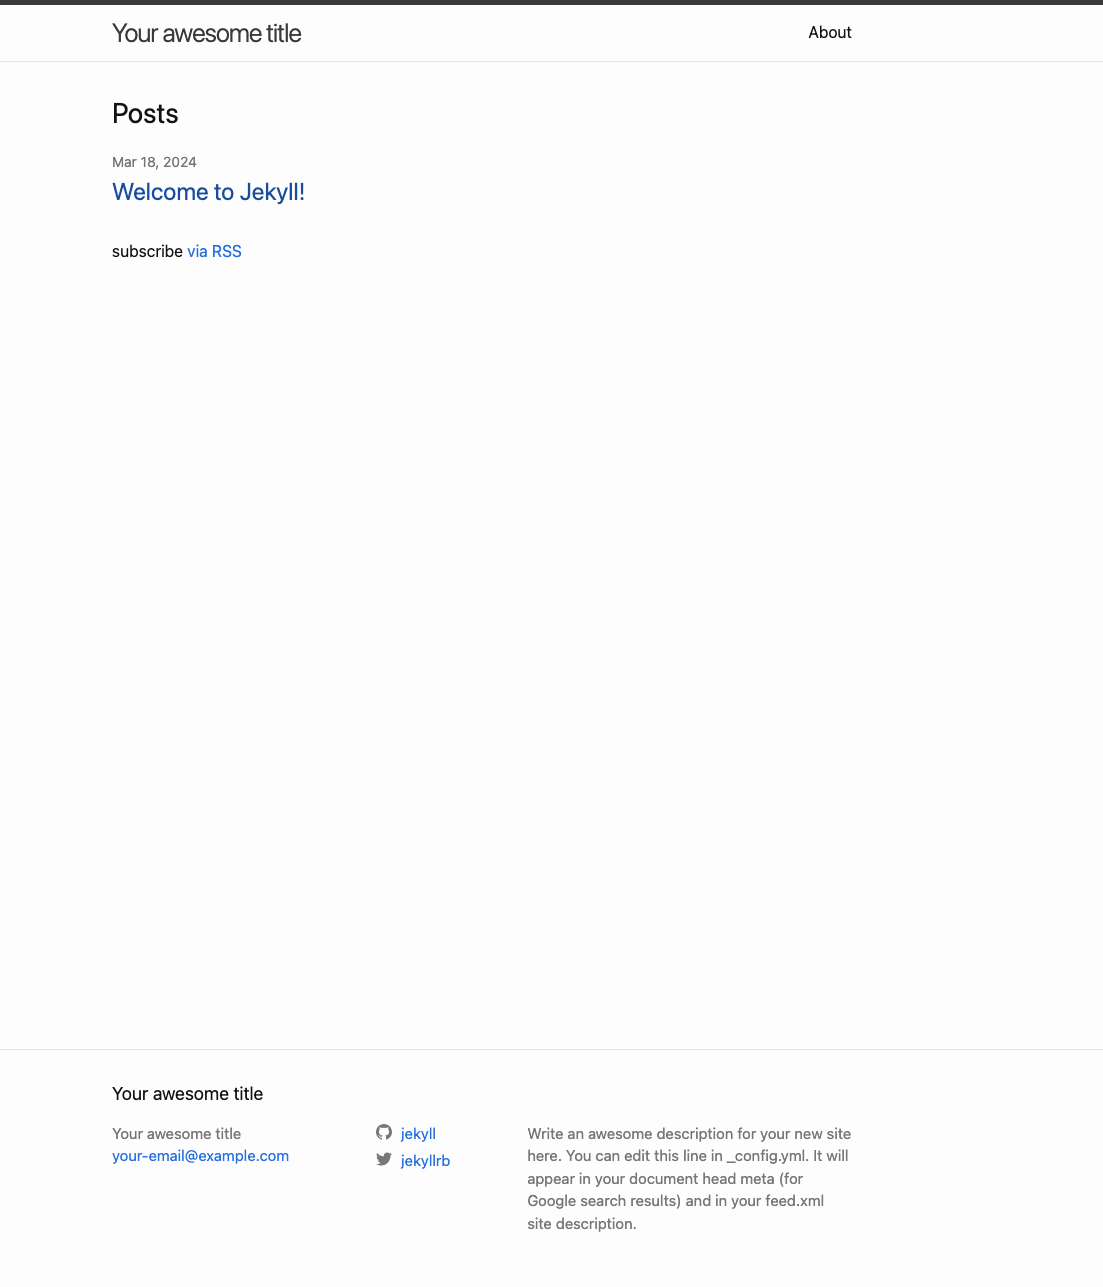 Your awesome title
About
Posts
Mar 18, 2024
Welcome to Jekyll!
subscribe via RSS
Your awesome title
Your awesome title
your-email@example.com
jekyll
jekyllrb
Write an awesome description for your new site
here. You can edit this line in _config.yml. It will
appear in your document head meta (for
Google search results) and in your feed.xml
site description.